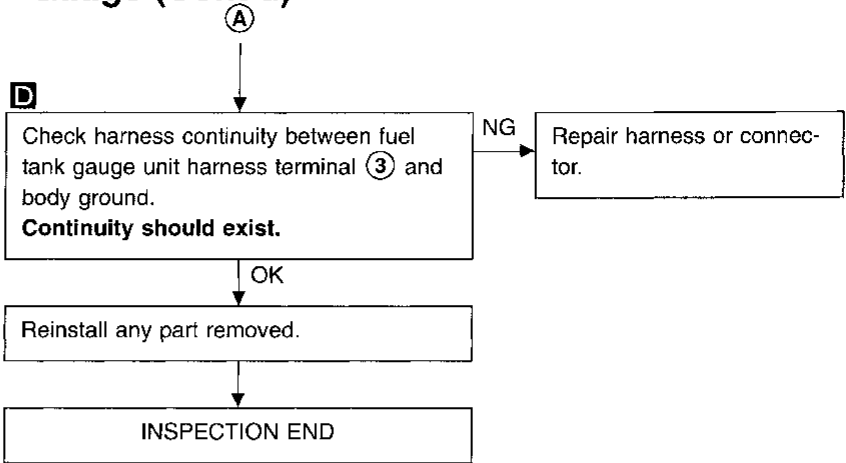 Ⓐ
D
Check harness continuity between fuel
tank gauge unit harness terminal ③ and
body ground.
Continuity should exist.
NG
Repair harness or connec-
tor.
OK
Reinstall any part removed.
INSPECTION END